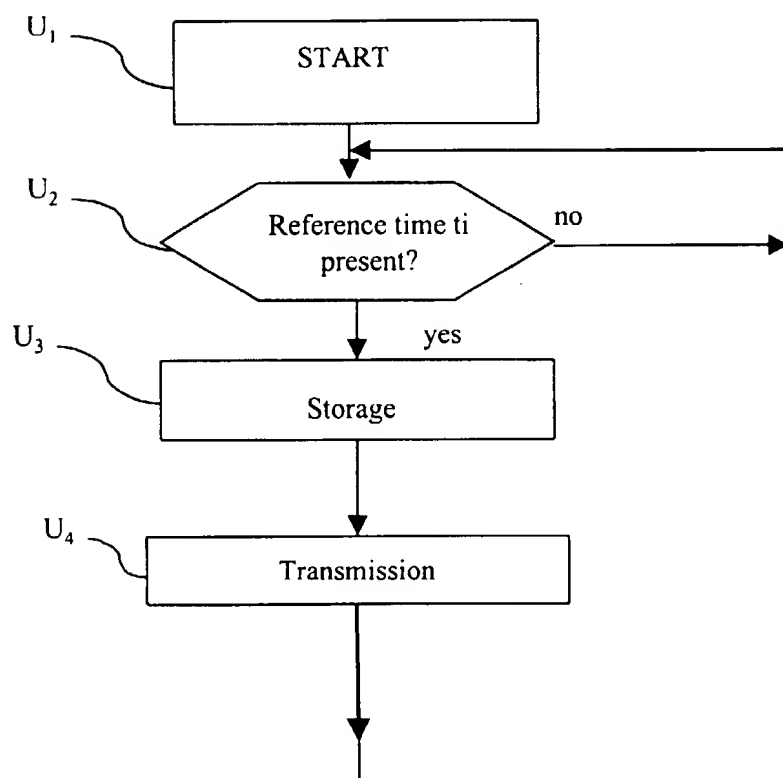 U₁
START
U₂
Reference time ti
present?
no
yes
U₃
Storage
U₄
Transmission